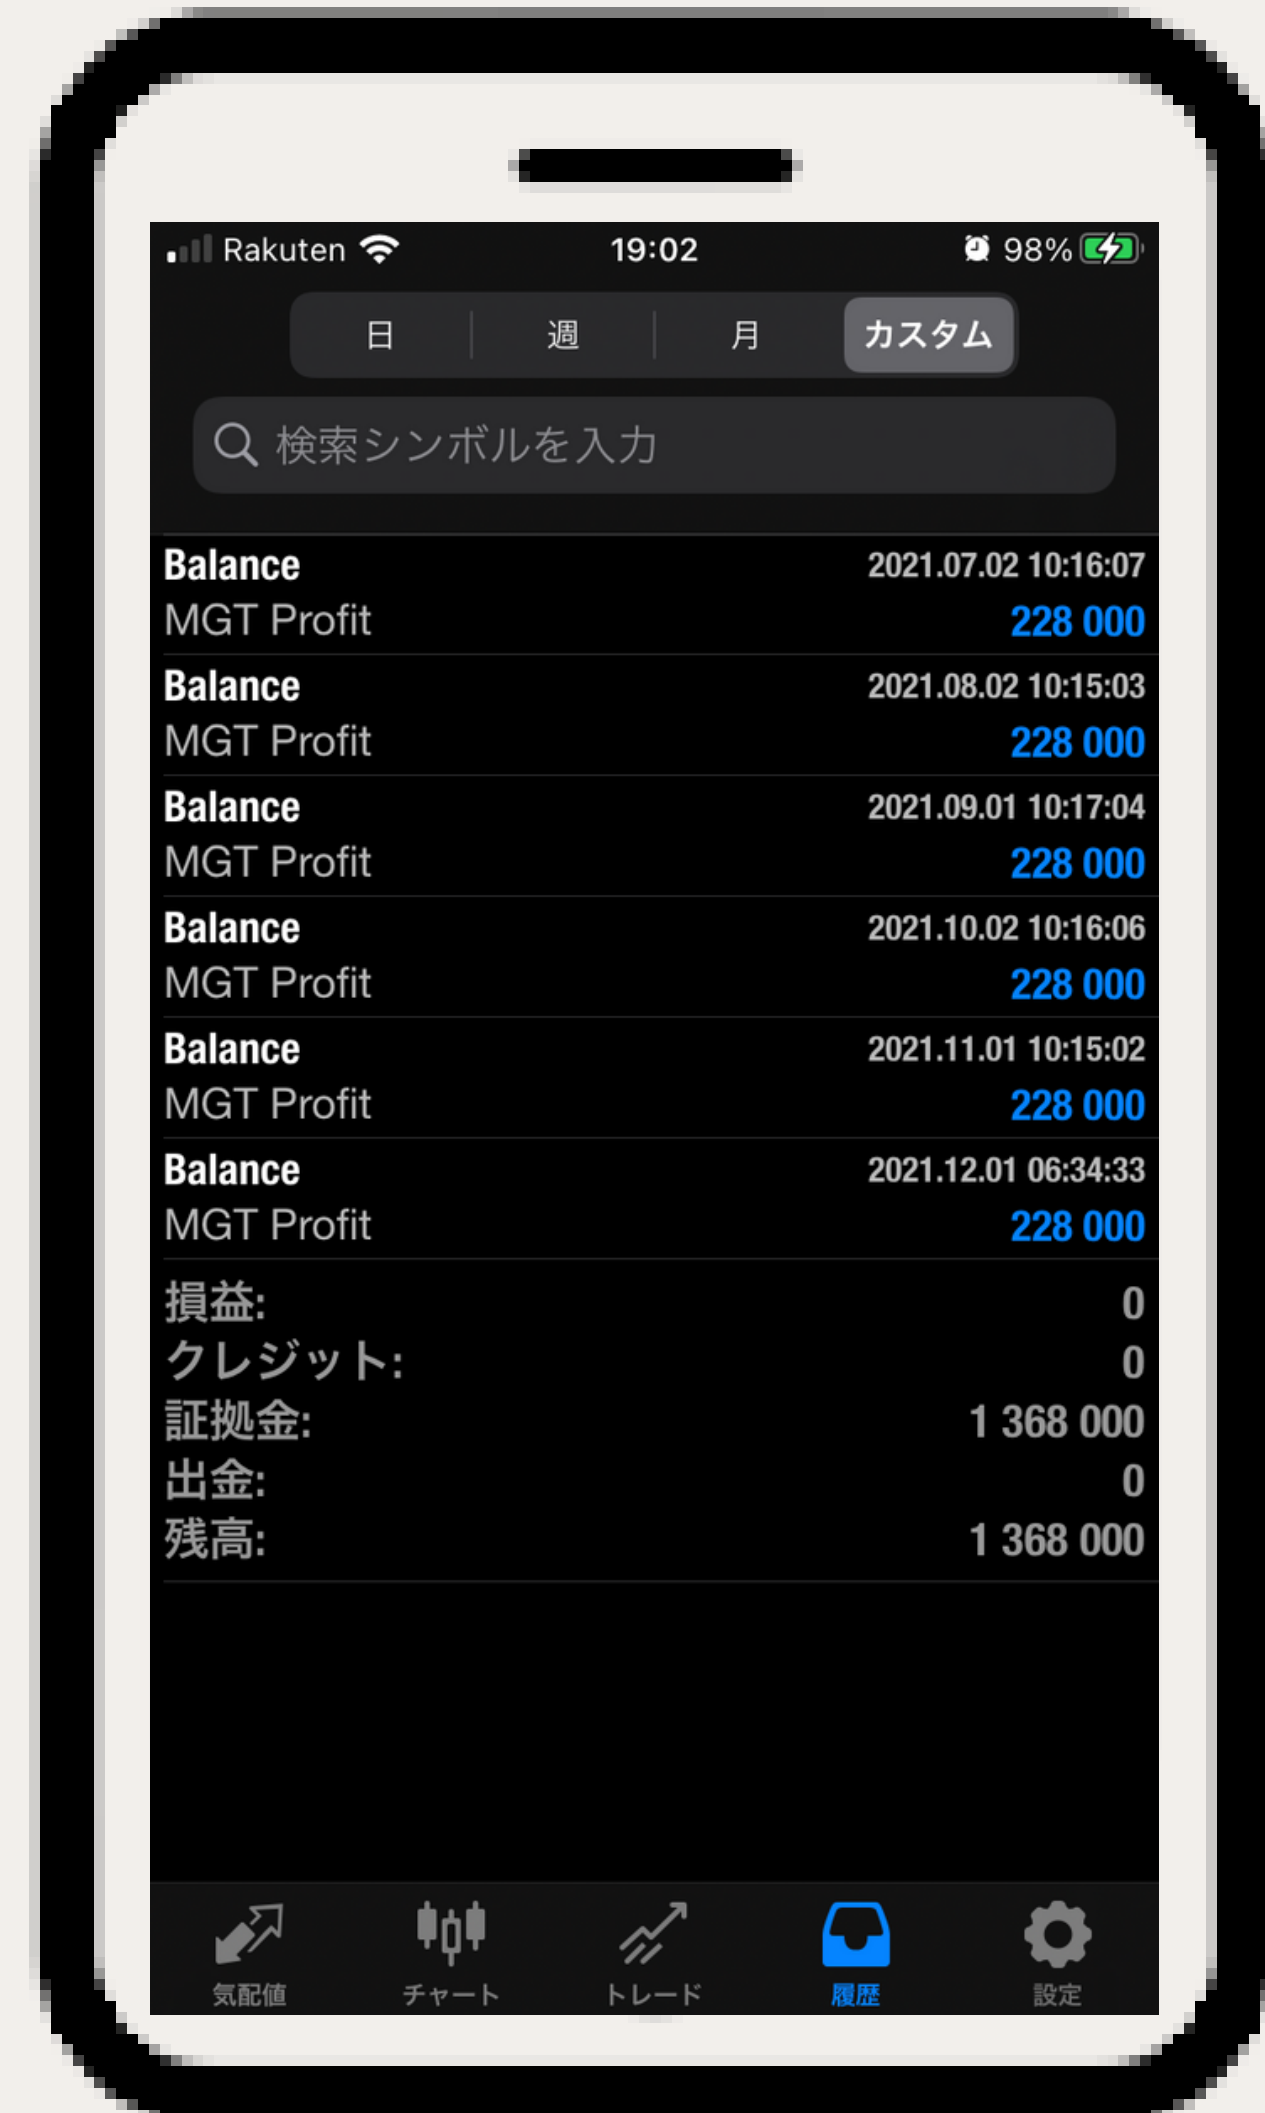 Rakuten 19:02 98%
日 週 月 カスタム
検索シンボルを入力
Balance 2021.07.02 10:16:07
MGT Profit 228 000
Balance 2021.08.02 10:15:03
MGT Profit 228 000
Balance 2021.09.01 10:17:04
MGT Profit 228 000
Balance 2021.10.02 10:16:06
MGT Profit 228 000
Balance 2021.11.01 10:15:02
MGT Profit 228 000
Balance 2021.12.01 06:34:33
MGT Profit 228 000
損益: 0
クレジット: 0
証拠金: 1 368 000
出金: 0
残高: 1 368 000
気配値 チャート トレード 履歴 設定